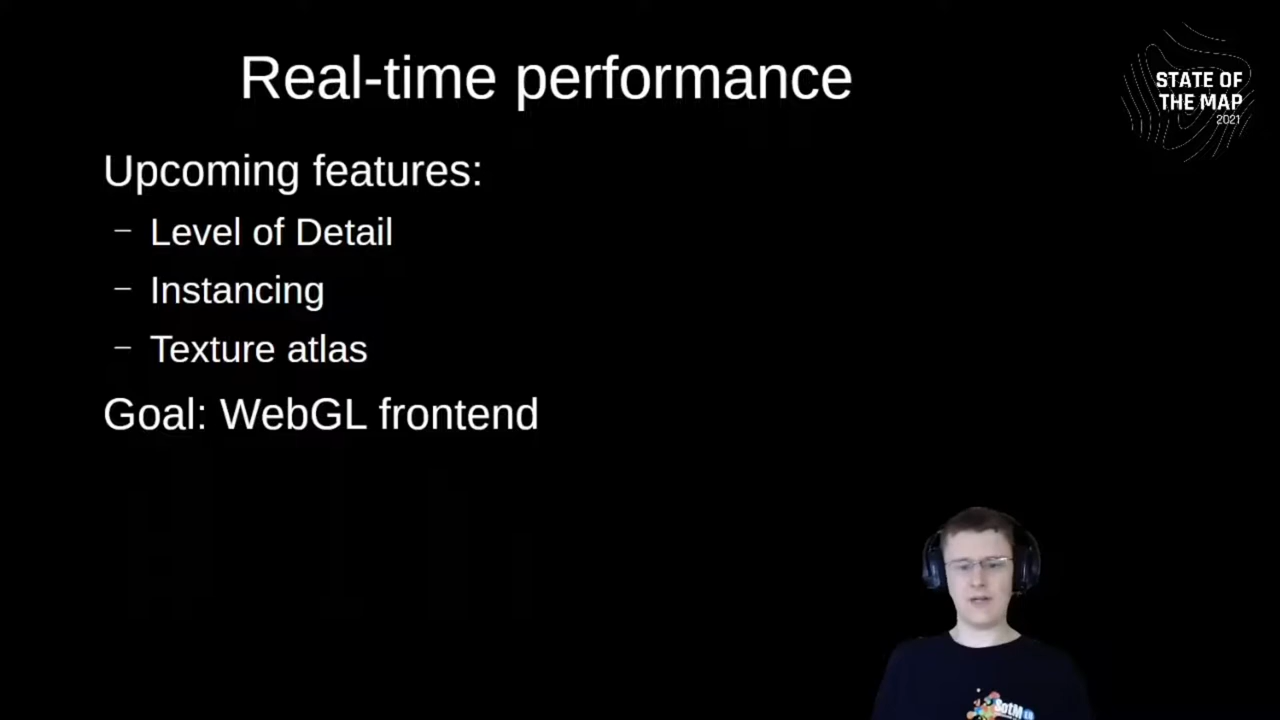 Real-time performance
STATE OF
THE MAP
2021
Upcoming features:
– Level of Detail
– Instancing
– Texture atlas
Goal: WebGL frontend
SotM